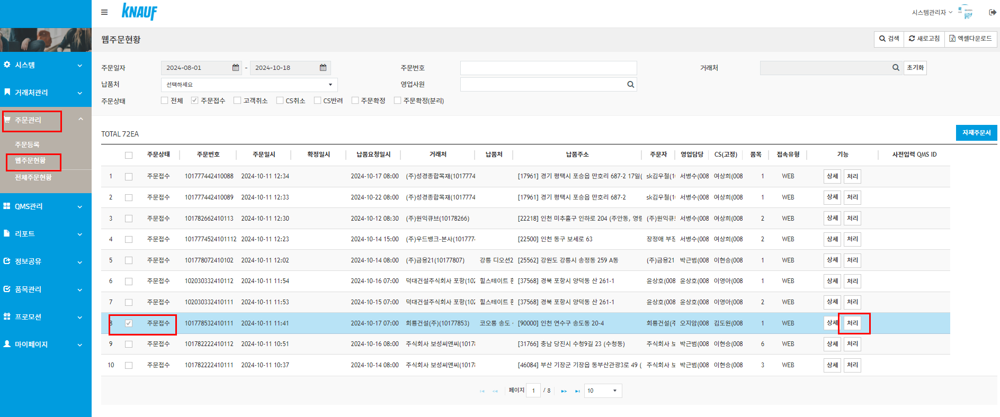 KNAUF
시스템관리자
웹주문현황
검색 새로고침 엑셀다운로드
시스템
거래처관리
주문관리
주문등록
웹주문현황
전체주문현황
QMS관리
리포트
정보공유
품목관리
프로모션
마이페이지
주문일자 2024-08-01 - 2024-10-18 주문번호 거래처 초기화
납품처 선택하세요 영업사원
주문상태 전체 주문접수 고객취소 CS취소 CS반려 주문확정 주문확정(분리)
TOTAL 72EA 자재주문서
주문상태 주문번호 주문일시 확정일시 납품요청일시 거래처 납품처 납품주소 주문자 영업담당 CS(고정) 품목 접속유형 기능 사전입력 QMS ID
1 주문접수 101777442410088 2024-10-11 12:34 2024-10-17 08:00 (주)성경종합목재(1017774 [17961] 경기 평택시 포승읍 만호리 687-2 17일( sk김우철(1 서병수(008 여상희(008 1 WEB 상세 처리
2 주문접수 101777442410089 2024-10-11 12:33 2024-10-22 08:00 (주)성경종합목재(1017774 [17961] 경기 평택시 포승읍 만호리 687-2 sk김우철(1 서병수(008 여상희(008 1 WEB 상세 처리
3 주문접수 101782662410113 2024-10-11 12:30 2024-10-12 08:30 (주)원익큐브(10178266) [22218] 인천 미추홀구 인하로 204 (주안동, 영림 (주)원익큐브 서병수(008 여상희(008 2 WEB 상세 처리
4 주문접수 1017774524101112 2024-10-11 12:23 2024-10-14 15:00 (주)우드뱅크-본사(101777 [22500] 인천 동구 보세로 63 장정애 부장 서병수(008 여상희(008 2 WEB 상세 처리
5 주문접수 101778072410102 2024-10-11 12:02 2024-10-14 08:00 (주)금용21(10177807) 강릉 디오션2 [25562] 강원도 강릉시 송정동 259 A동 (주)금용21 박근범(008 이현승(008 1 WEB 상세 처리
6 주문접수 102030332410112 2024-10-11 11:54 2024-10-16 07:00 덕대건설주식회사 포항(102 힐스테이트 [37568] 경북 포항시 양덕동 산 261-1 윤상호(008 윤상호(008 이영아(008 1 WEB 상세 처리
7 주문접수 102030332410111 2024-10-11 11:53 2024-10-15 07:00 덕대건설주식회사 포항(102 힐스테이트 [37568] 경북 포항시 양덕동 산 261-1 윤상호(008 윤상호(008 이영아(008 2 WEB 상세 처리
8 주문접수 101778532410111 2024-10-11 11:41 2024-10-17 07:00 회룡건설(주)(10177853) 코오롱 송도 [90000] 인천 연수구 송도동 20-4 회룡건설(주 오지암(008 김도원(008 1 WEB 상세 처리
9 주문접수 101782222410112 2024-10-11 10:51 2024-10-16 08:00 주식회사 보성씨앤씨(10178 [31766] 충남 당진시 수청9길 23 (수청동) 주식회사 보 박근범(008 이현승(008 6 WEB 상세 처리
10 주문접수 101782222410111 2024-10-11 10:37 2024-10-14 08:00 주식회사 보성씨앤씨(10178 [46084] 부산 기장군 기장읍 동부산관광3로 49 ( 주식회사 보 박근범(008 이현승(008 3 WEB 상세 처리
페이지 1 / 8 10